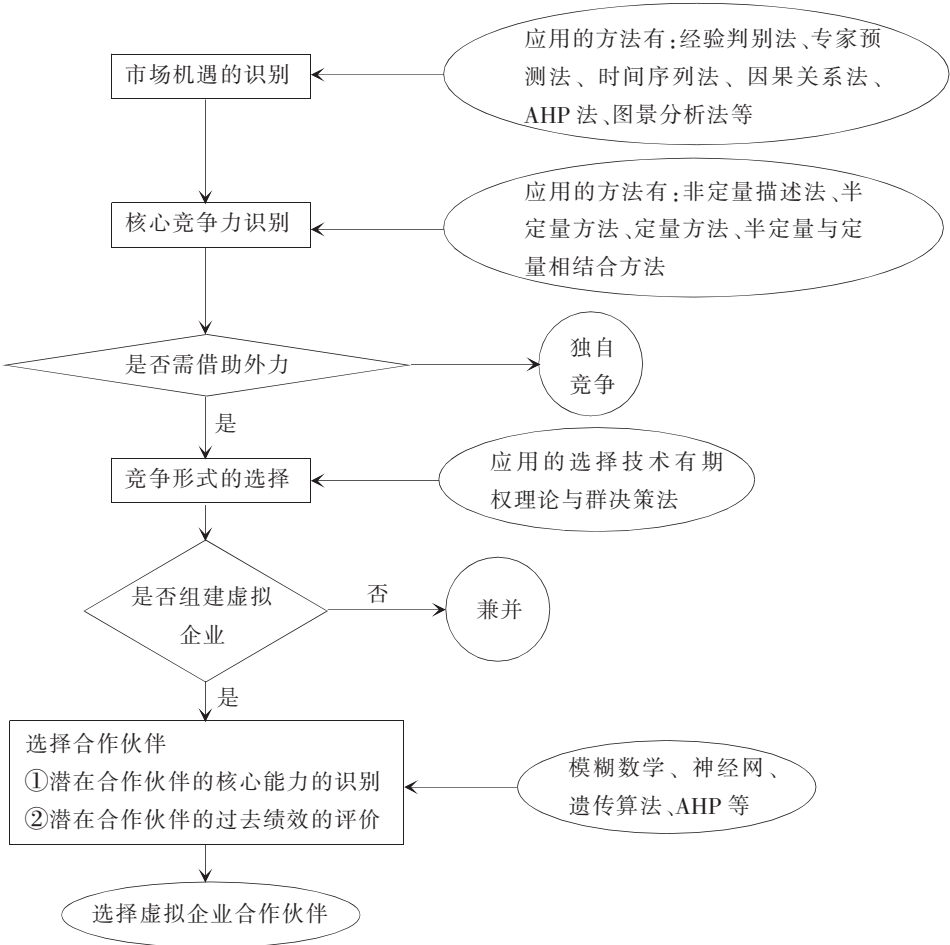 应用的方法有：经验判别法、专家预
测法、时间序列法、因果关系法、
AHP 法、图景分析法等
市场机遇的识别
应用的方法有：非定量描述法、半
定量方法、定量方法、半定量与定
量相结合方法
核心竞争力识别
是否需借助外力
独自
竞争
是
应用的选择技术有期
权理论与群决策法
竞争形式的选择
是否组建虚拟
企业
否
兼并
是
选择合作伙伴
①潜在合作伙伴的核心能力的识别
②潜在合作伙伴的过去绩效的评价
模糊数学、神经网、
遗传算法、AHP 等
选择虚拟企业合作伙伴